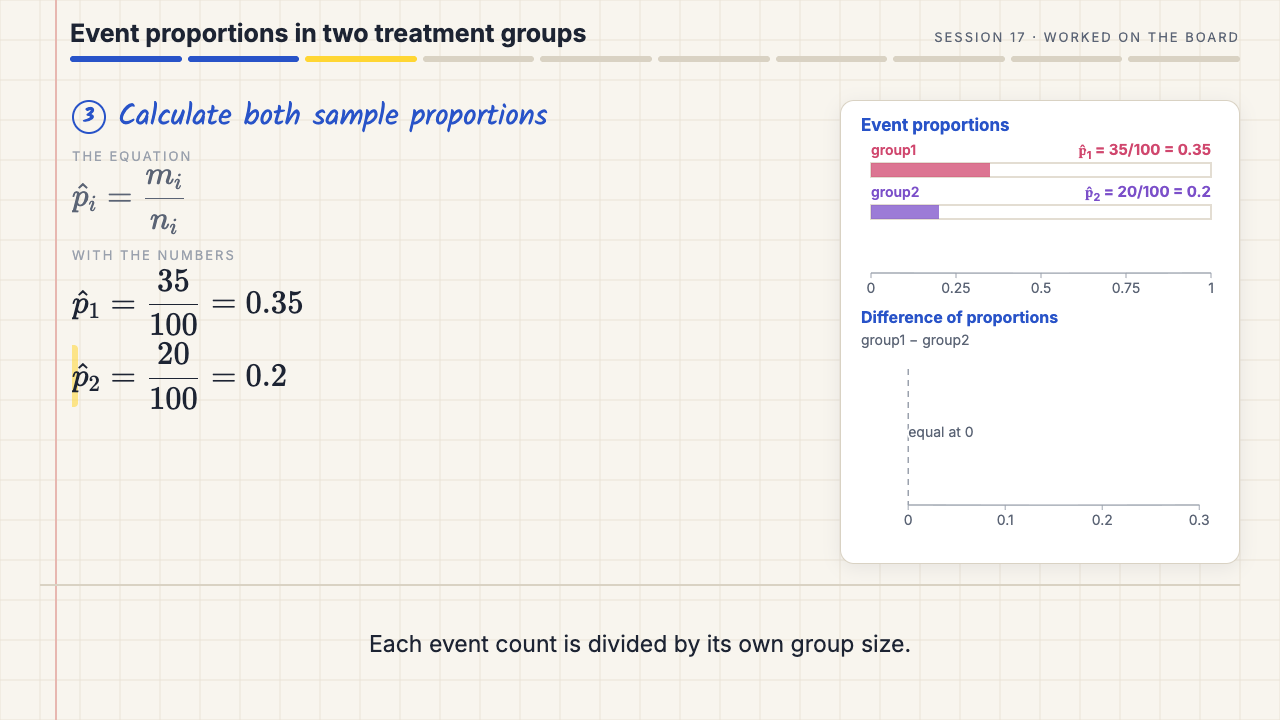 Event proportions in two treatment groups
SESSION 17 · WORKED ON THE BOARD
3 Calculate both sample proportions
THE EQUATION
p̂ᵢ = mᵢ / nᵢ
WITH THE NUMBERS
p̂₁ = 35 / 100 = 0.35
p̂₂ = 20 / 100 = 0.2
Event proportions
group1 p̂₁ = 35/100 = 0.35
group2 p̂₂ = 20/100 = 0.2
0 0.25 0.5 0.75 1
Difference of proportions
group1 − group2
equal at 0
0 0.1 0.2 0.3
Each event count is divided by its own group size.